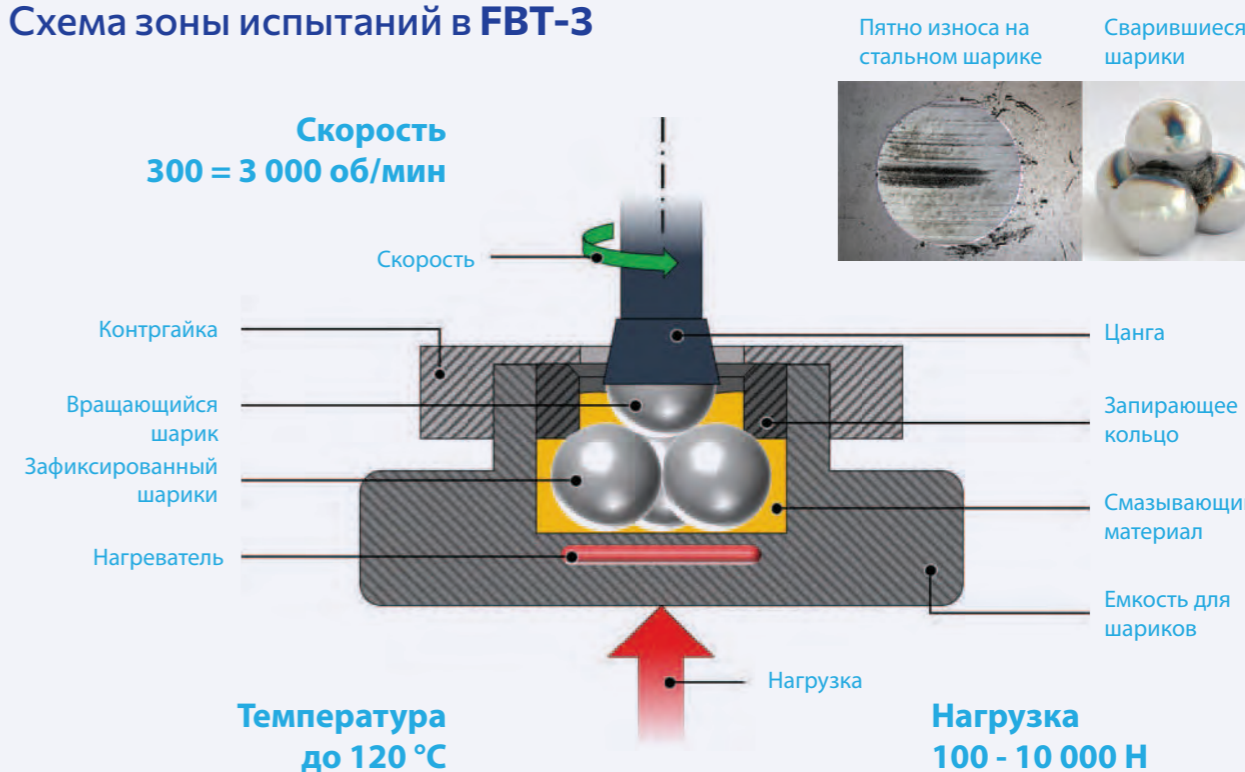 Схема зоны испытаний в FBT-3
Пятно износа на
стальном шарике
Сварившиеся
шарики
Скорость
300 = 3 000 об/мин
Скорость
Контргайка
Цанга
Вращающийся
шарик
Запирающее
кольцо
Зафиксированный
шарики
Смазывающи
материал
Нагреватель
Емкость для
шариков
Нагрузка
Температура
до 120 °C
Нагрузка
100 - 10 000 Н